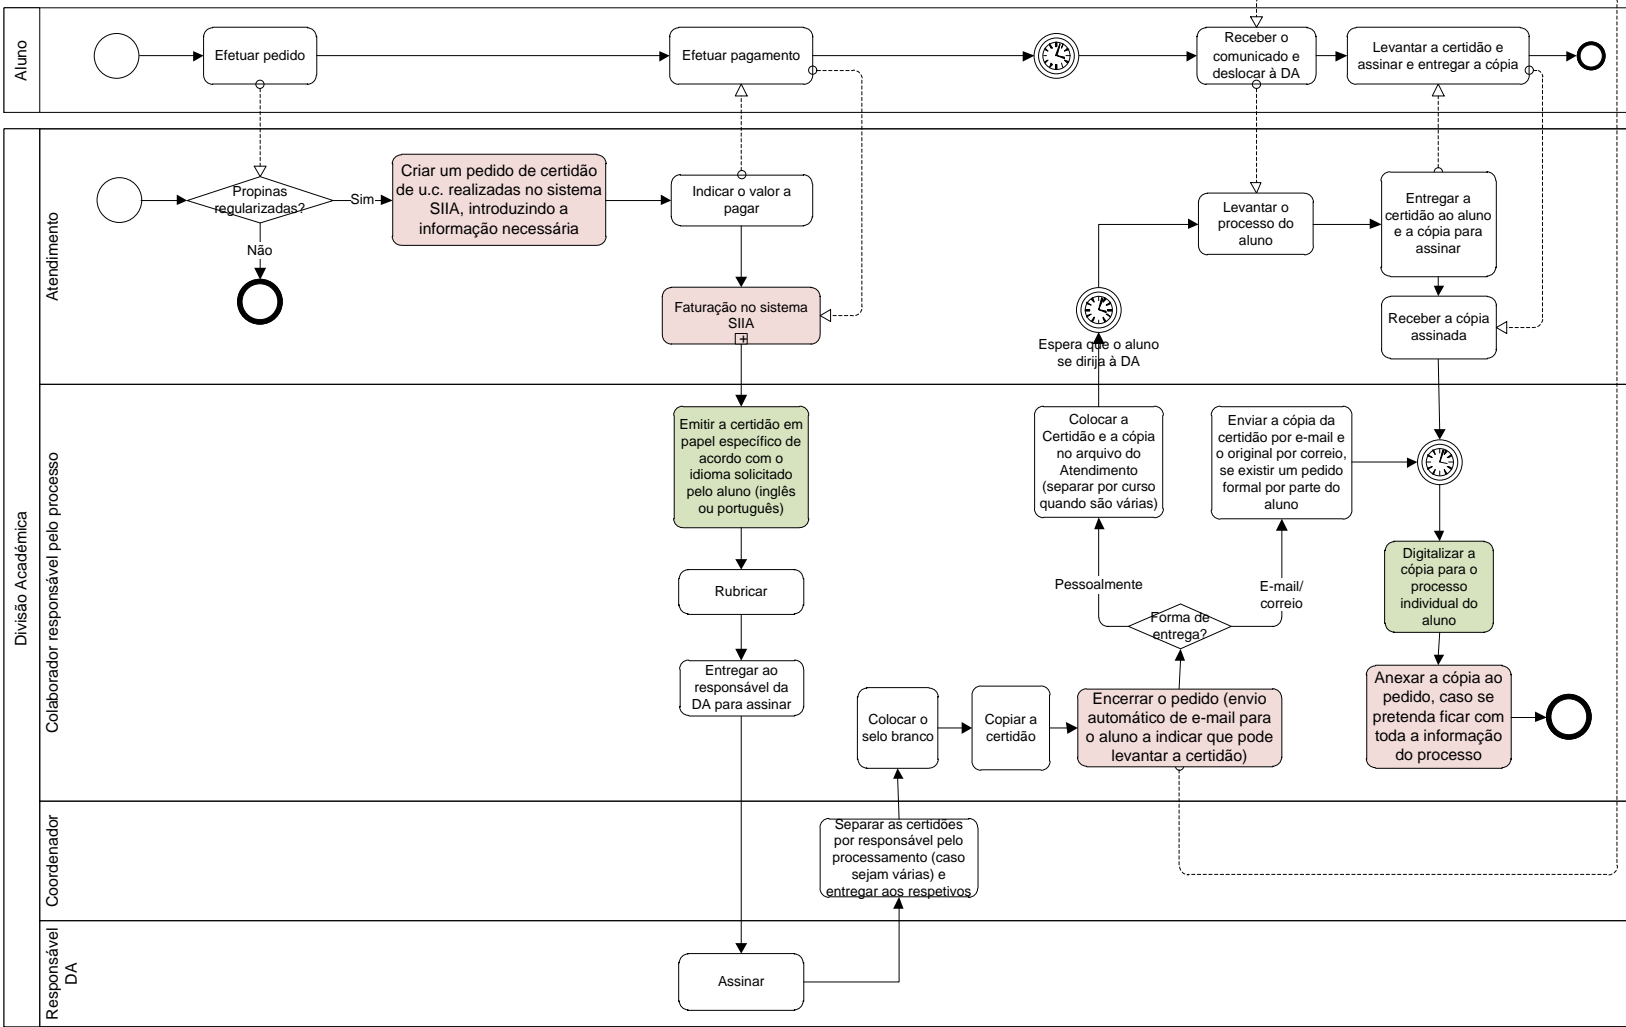 Aluno
Efetuar pedido
Efetuar pagamento
Receber o
comunicado e
deslocar à DA
Levantar a certidão e
assinar e entregar a cópia
Divisão Académica
Atendimento
Propinas
regularizadas?
Sim
Não
Criar um pedido de certidão
de u.c. realizadas no sistema
SIIA, introduzindo a
informação necessária
Indicar o valor a
pagar
Faturação no sistema
SIIA
Espera que o aluno
se dirija à DA
Levantar o
processo do
aluno
Entregar a
certidão ao aluno
e a cópia para
assinar
Receber a cópia
assinada
Colaborador responsável pelo processo
Emitir a certidão em
papel específico de
acordo com o
idioma solicitado
pelo aluno (inglês
ou português)
Rubricar
Entregar ao
responsável da
DA para assinar
Colocar o
selo branco
Copiar a
certidão
Encerrar o pedido (envio
automático de e-mail para
o aluno a indicar que pode
levantar a certidão)
Forma de
entrega?
Pessoalmente
E-mail/
correio
Colocar a
Certidão e a cópia
no arquivo do
Atendimento
(separar por curso
quando são várias)
Enviar a cópia da
certidão por e-mail e
o original por correio,
se existir um pedido
formal por parte do
aluno
Digitalizar a
cópia para o
processo
individual do
aluno
Anexar a cópia ao
pedido, caso se
pretenda ficar com
toda a informação
do processo
Coordenador
Separar as certidões
por responsável pelo
processamento (caso
sejam várias) e
entregar aos respetivos
Responsável
DA
Assinar